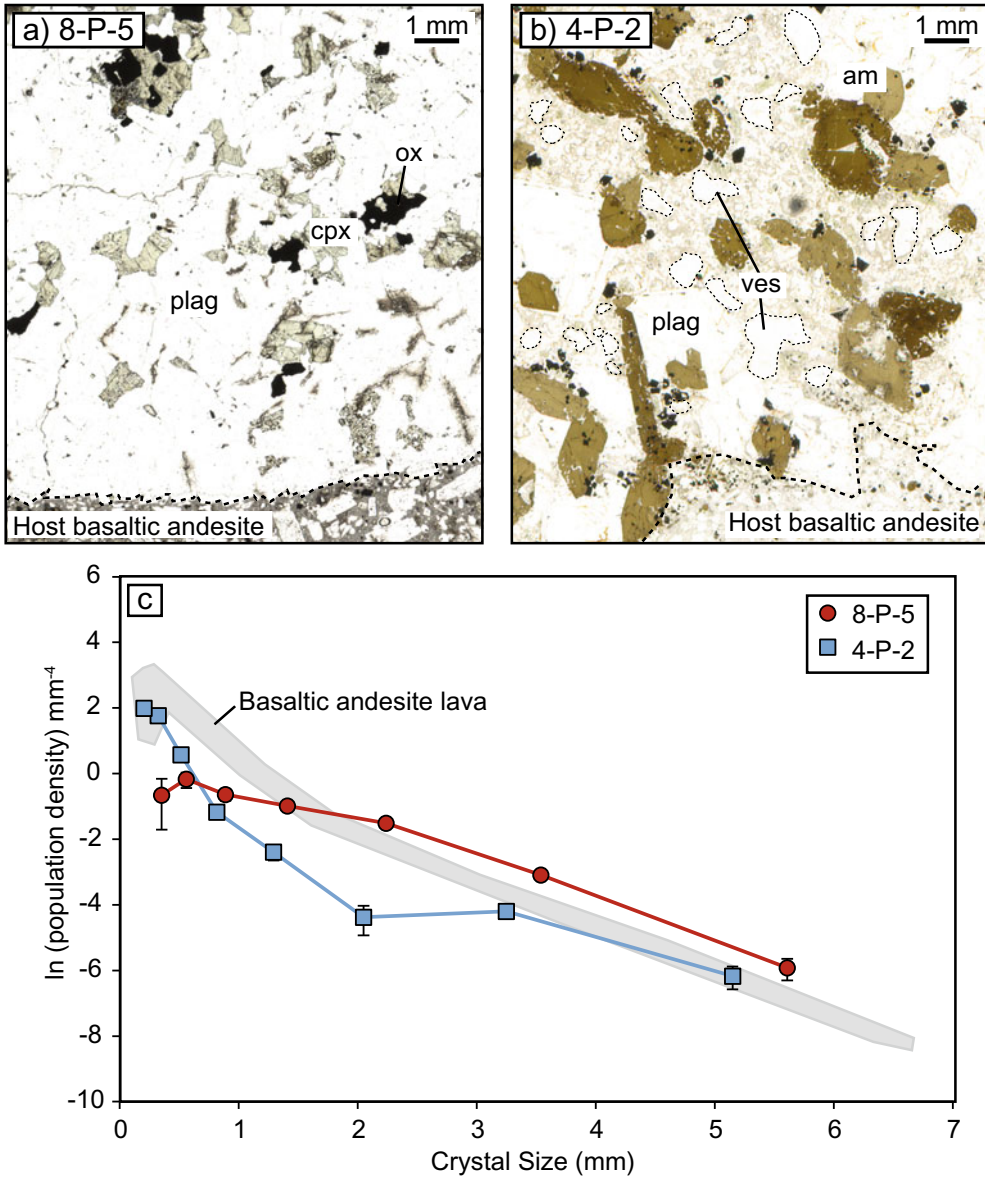 a) 8-P-5
1 mm
ox
cpx
plag
Host basaltic andesite
b) 4-P-2
1 mm
am
ves
plag
Host basaltic andesite
c
8-P-5
4-P-2
Basaltic andesite lava
6
4
2
0
-2
-4
-6
-8
-10
ln (population density) mm⁻⁴
0 1 2 3 4 5 6 7
Crystal Size (mm)